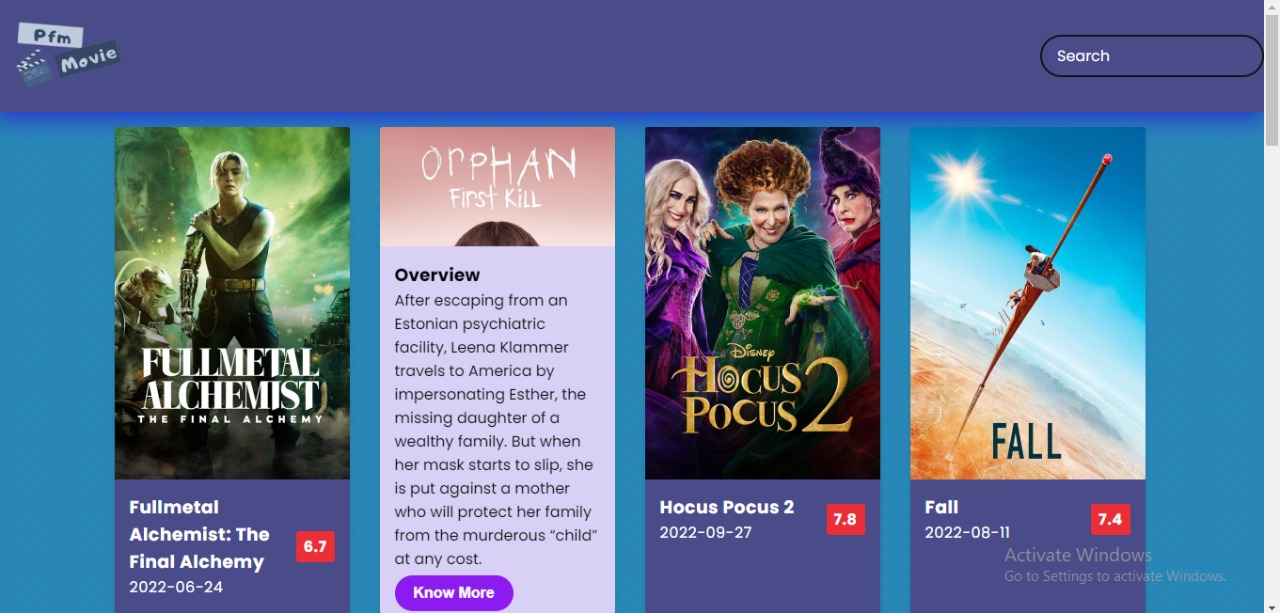 Pfm
Movie
Search
FULLMETAL
ALCHEMIST
THE FINAL ALCHEMY
Fullmetal
Alchemist: The
Final Alchemy
2022-06-24
6.7
ORPHAN
First Kill
Overview
After escaping from an
Estonian psychiatric
facility, Leena Klammer
travels to America by
impersonating Esther, the
missing daughter of a
wealthy family. But when
her mask starts to slip, she
is put against a mother
who will protect her family
from the murderous “child”
at any cost.
Know More
Disney
Hocus
Pocus 2
Hocus Pocus 2
2022-09-27
7.8
FALL
Fall
2022-08-11
7.4
Activate Windows
Go to Settings to activate Windows.